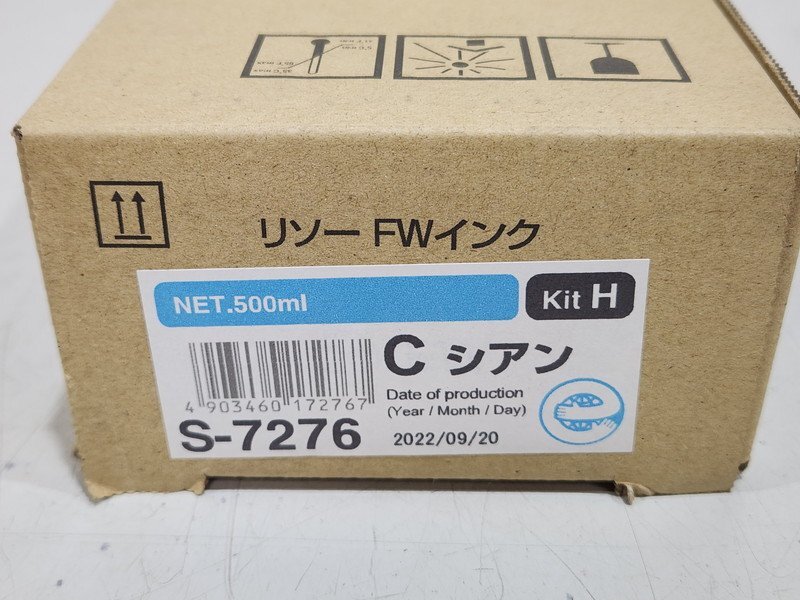 リソー FWインク
NET.500ml
Kit H
C シアン
4 903460 172767
Date of production
(Year / Month / Day)
S-7276
2022/09/20